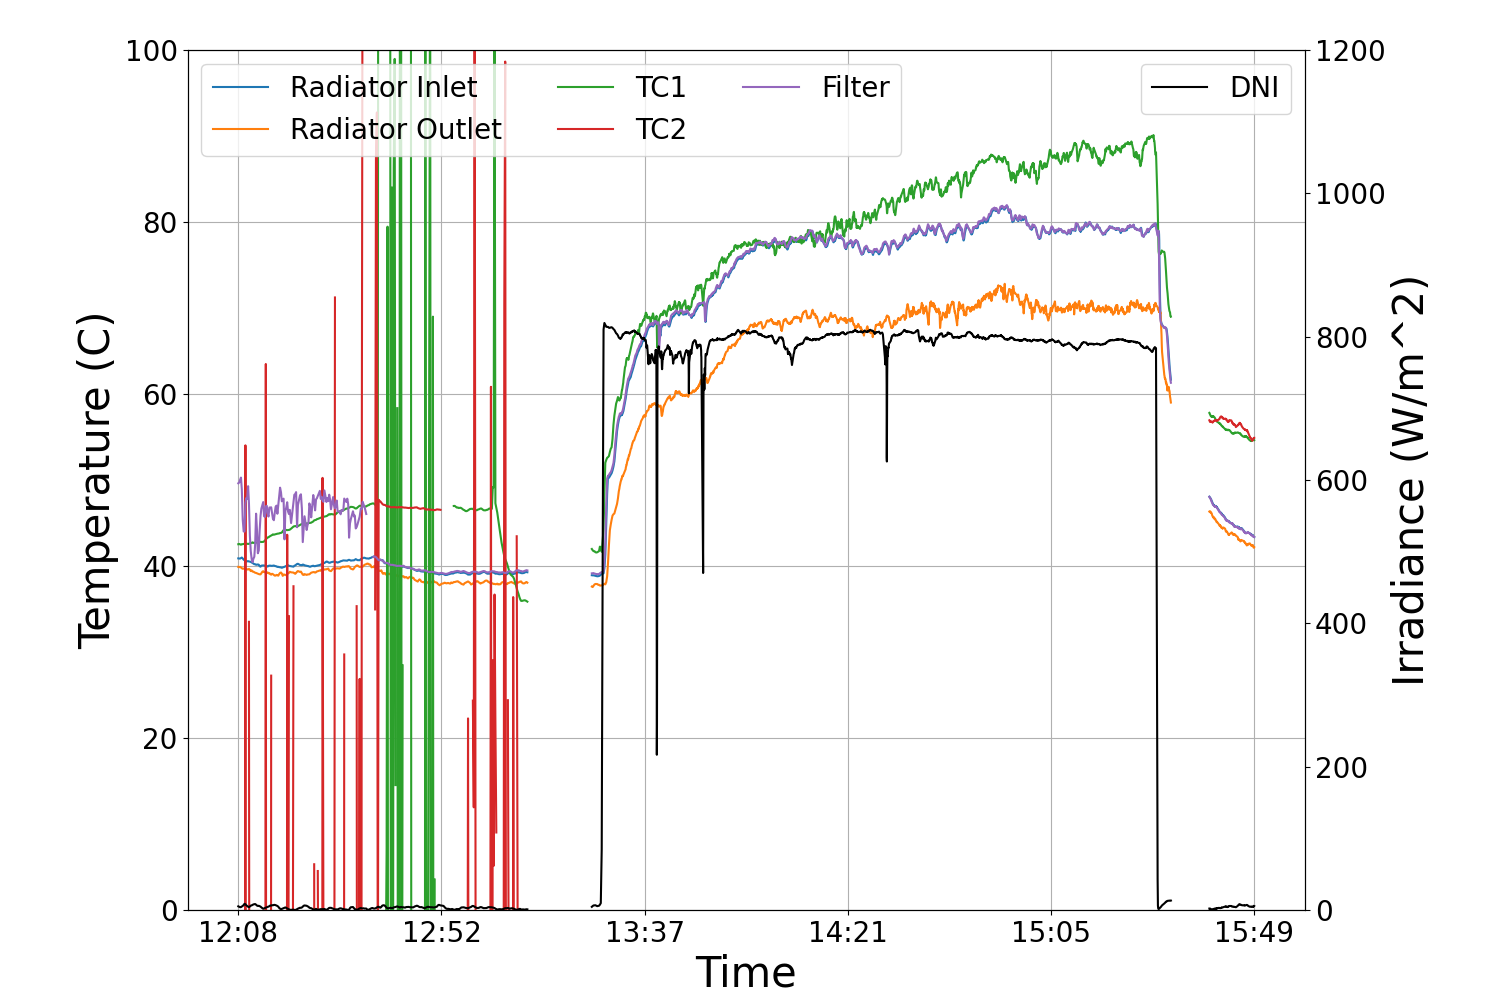 100
80
60
40
20
0
Temperature (C)
Radiator Inlet
Radiator Outlet
TC1
TC2
Filter
DNI
1200
1000
800
600
400
200
0
Irradiance (W/m^2)
12:08 12:52 13:37 14:21 15:05 15:49
Time